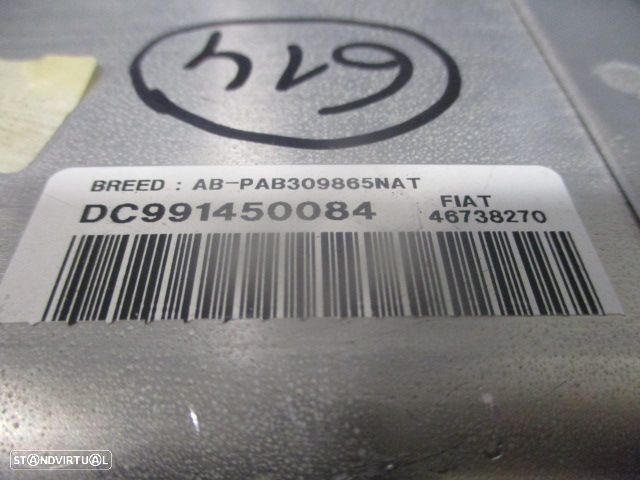 614
BREED : AB-PAB309865NAT
DC991450084
FIAT
46738270
STANDVIRTUAL